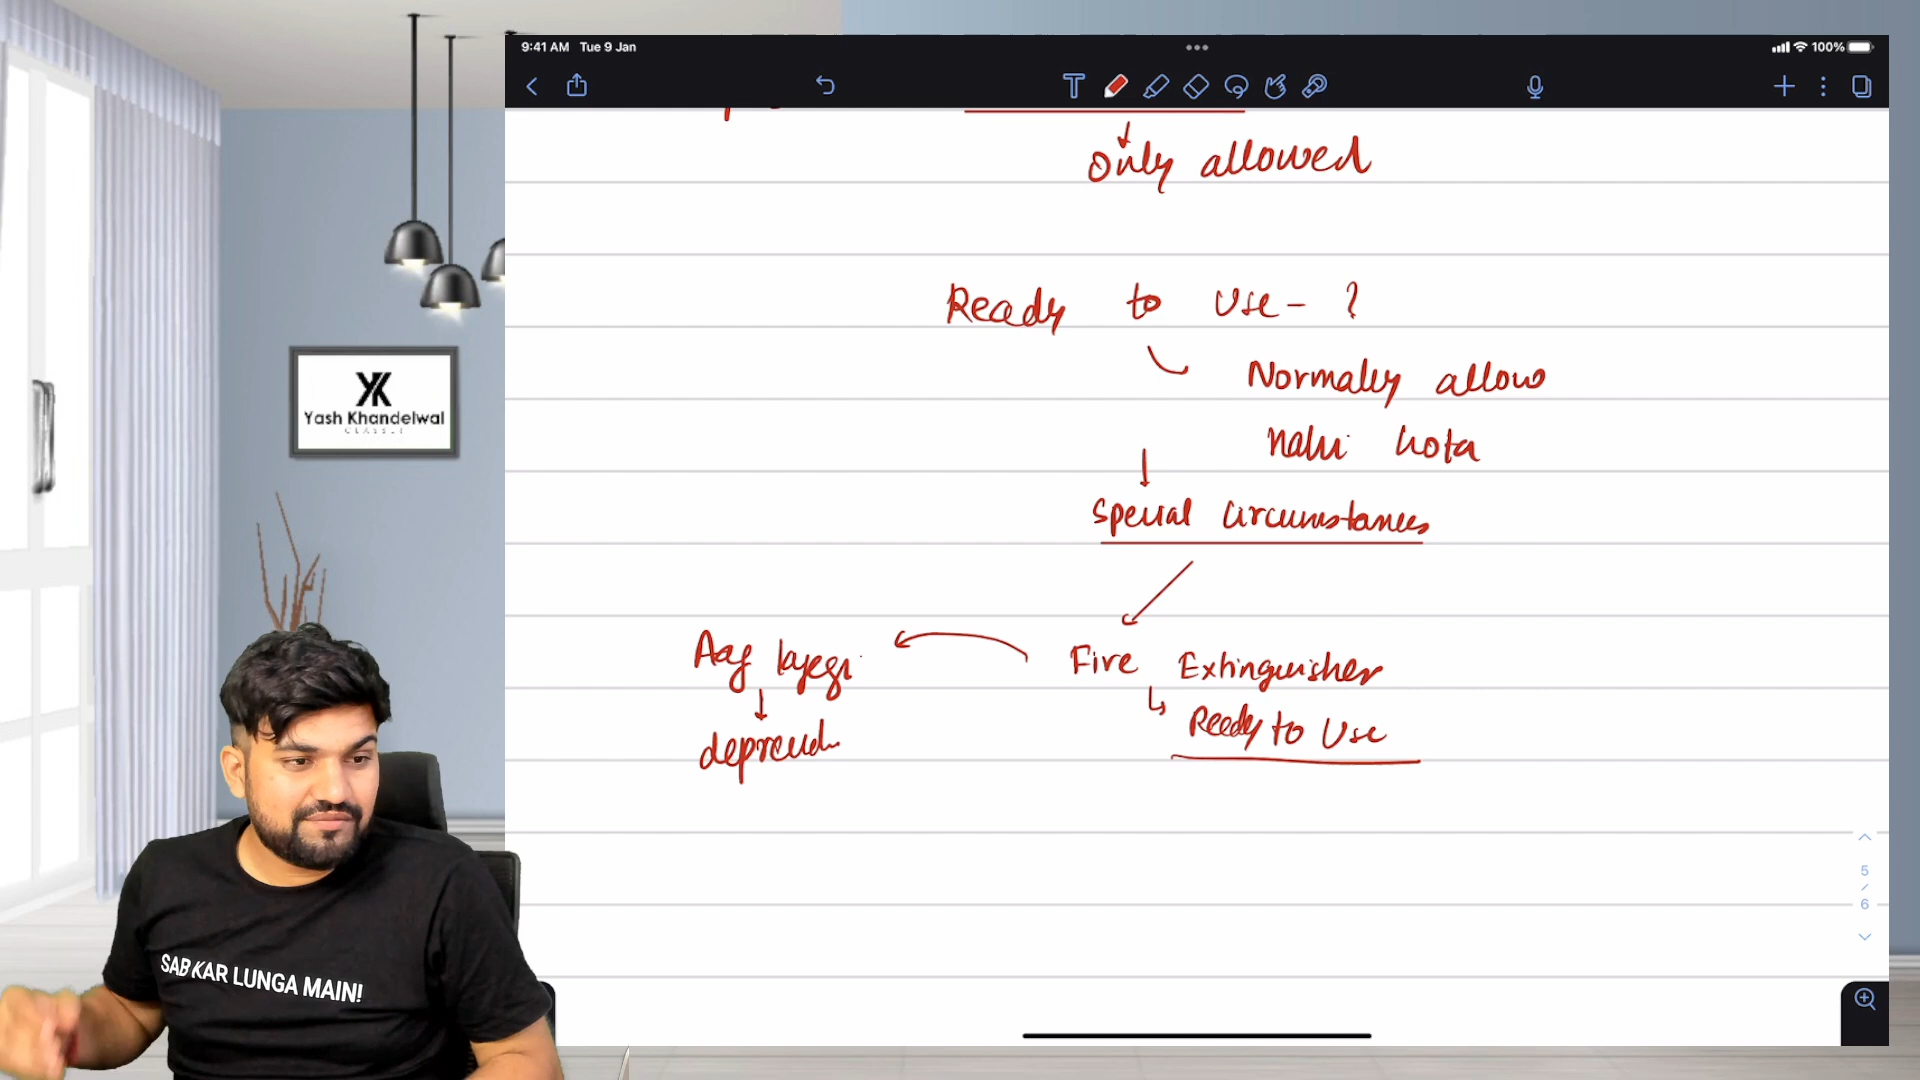 9:41 AM Tue 9 Jan
100%
Only allowed
Ready to Use - ?
Normally allow
nahi hota
Special Circumstances
Aag lagegi
Fire Extinguisher
Ready to Use
Yash Khandelwal
CLASSES
SAB KAR LUNGA MAIN!
5
/
6